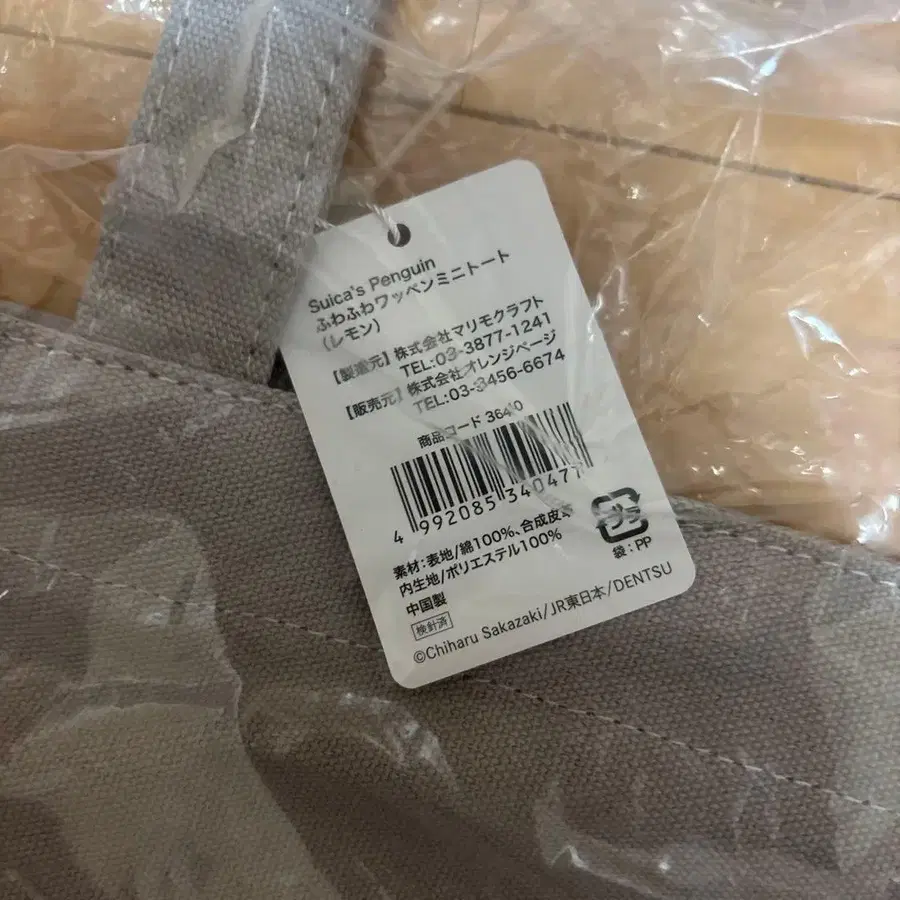 Suica's Penguin
ふわふわワッペンミニトート
(レモン)
【製造元】株式会社マリモクラフト
TEL:03-3877-1241
【販売元】株式会社オレンジページ
TEL:03-3456-6674
商品コード
4 992085 340477
素材:表地/綿100%、合成皮革
内生地/ポリエステル100%
中国製
検針済
プラ
袋:PP
©Chiharu Sakazaki/JR東日本/DENTSU